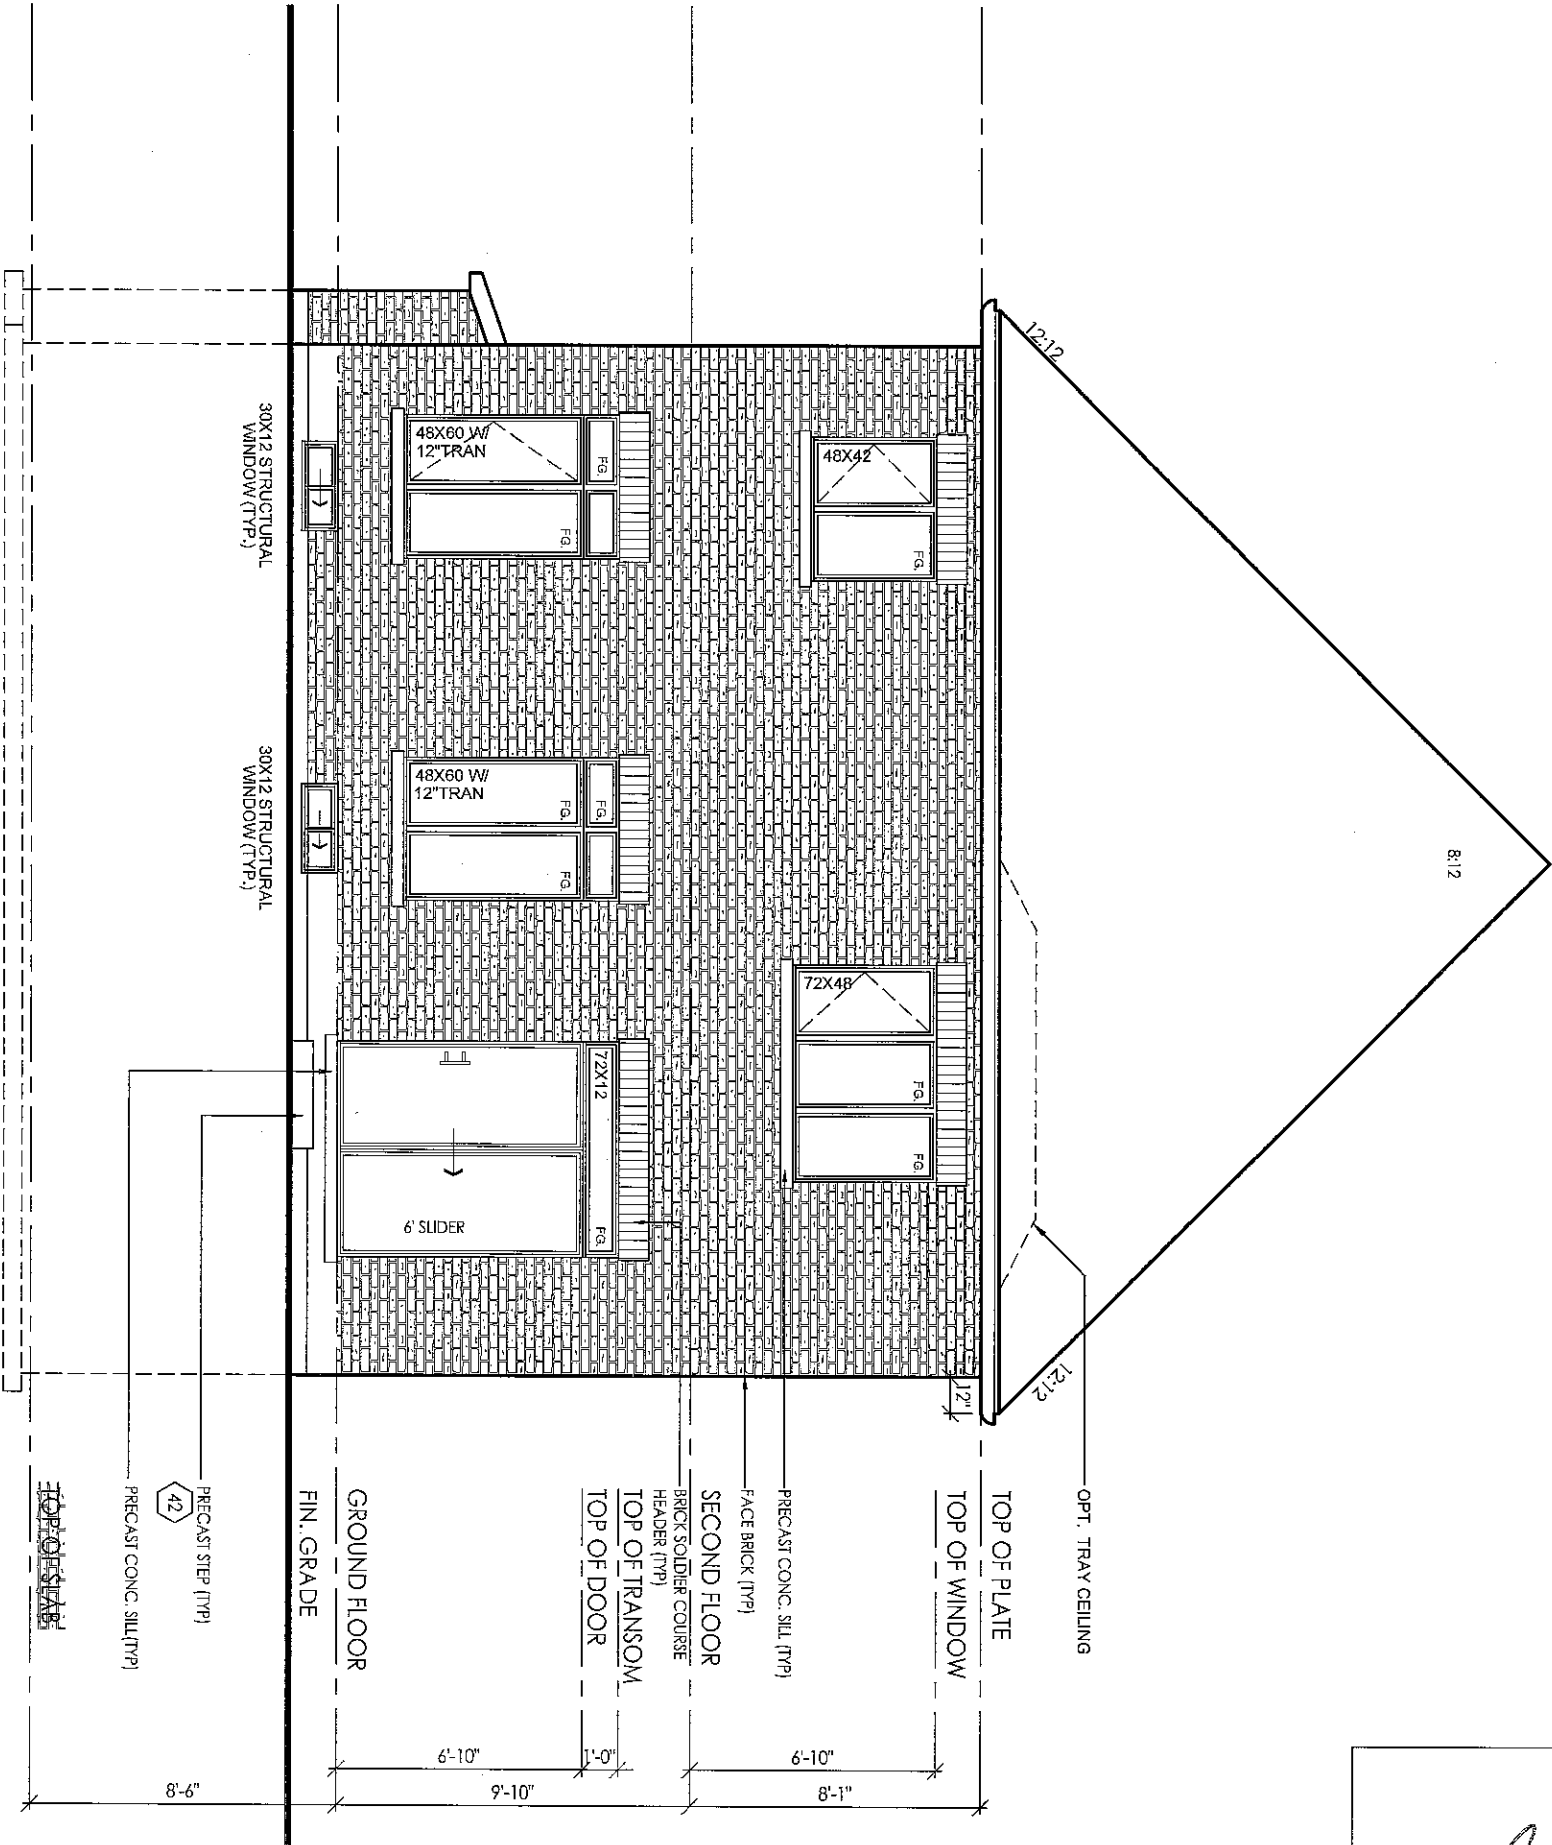 8:12
12:12
12:12
OPT. TRAY CEILING
TOP OF PLATE
12"
TOP OF WINDOW
48X42
FG.
72X48
FG.
FG.
PRECAST CONC. SILL (TYP)
FACE BRICK (TYP)
SECOND FLOOR
BRICK SOLDIER COURSE
HEADER (TYP)
TOP OF TRANSOM
TOP OF DOOR
FG.
48X60 W/
12"TRAN
FG.
FG.
48X60 W/
12"TRAN
FG.
FG.
72X12
FG.
6' SLIDER
GROUND FLOOR
FIN. GRADE
30X12 STRUCTURAL
WINDOW (TYP.)
30X12 STRUCTURAL
WINDOW (TYP.)
PRECAST STEP (TYP)
42
PRECAST CONC. SILL(TYP)
TOP OF SLAB
6'-10"
8'-1"
1'-0"
6'-10"
9'-10"
8'-6"